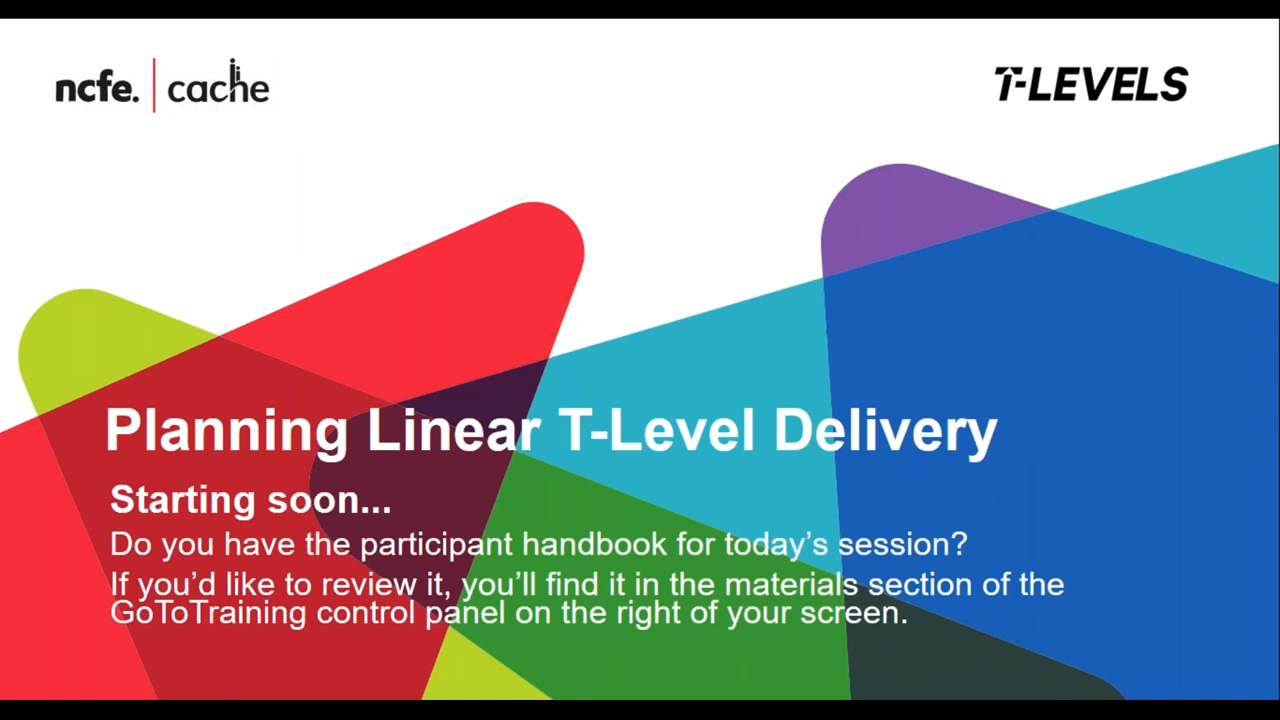 ncfe. cache T-LEVELS
Planning Linear T-Level Delivery
Starting soon...
Do you have the participant handbook for today's session?
If you'd like to review it, you'll find it in the materials section of the
GoToTraining control panel on the right of your screen.